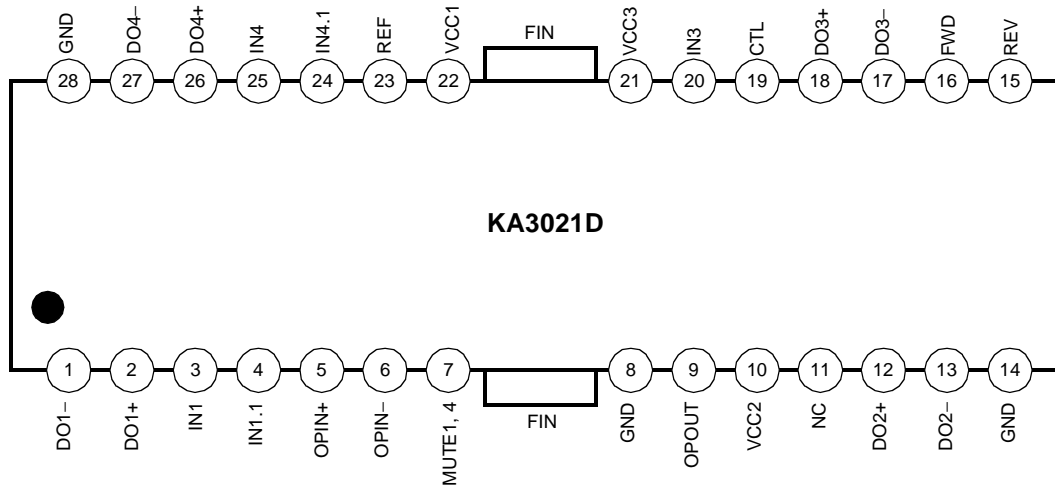 GND DO4− DO4+ IN4 IN4.1 REF VCC1 FIN VCC3 IN3 CTL DO3+ DO3− FWD REV
28 27 26 25 24 23 22 21 20 19 18 17 16 15
KA3021D
1 2 3 4 5 6 7 8 9 10 11 12 13 14
DO1− DO1+ IN1 IN1.1 OPIN+ OPIN− MUTE1, 4 FIN GND OPOUT VCC2 NC DO2+ DO2− GND